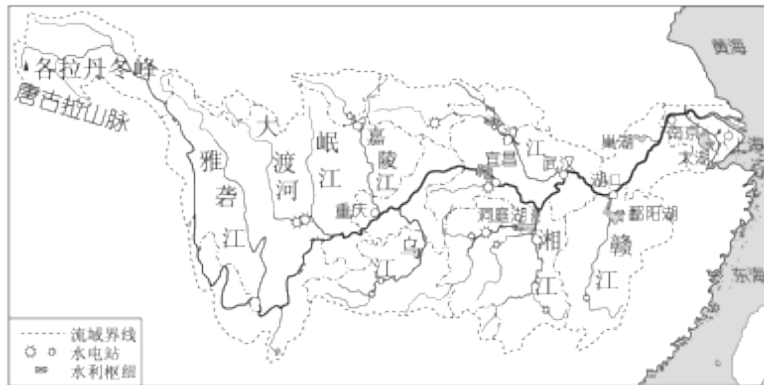 黄海
各拉丹冬峰
唐古拉山脉
大渡河
岷江
嘉陵江
雅砻江
重庆
乌江
宜昌
江
武汉
洞庭湖
湘江
湖口
鄱阳湖
赣江
巢湖
南京
太湖
上海
东海
流域界线
水电站
水利枢纽